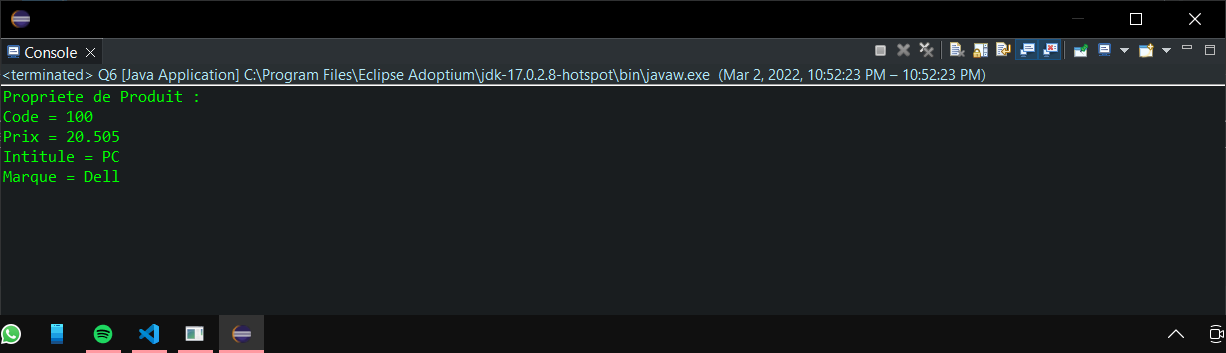 Console
<terminated> Q6 [Java Application] C:\Program Files\Eclipse Adoptium\jdk-17.0.2.8-hotspot\bin\javaw.exe (Mar 2, 2022, 10:52:23 PM – 10:52:23 PM)
Propriete de Produit :
Code = 100
Prix = 20.505
Intitule = PC
Marque = Dell